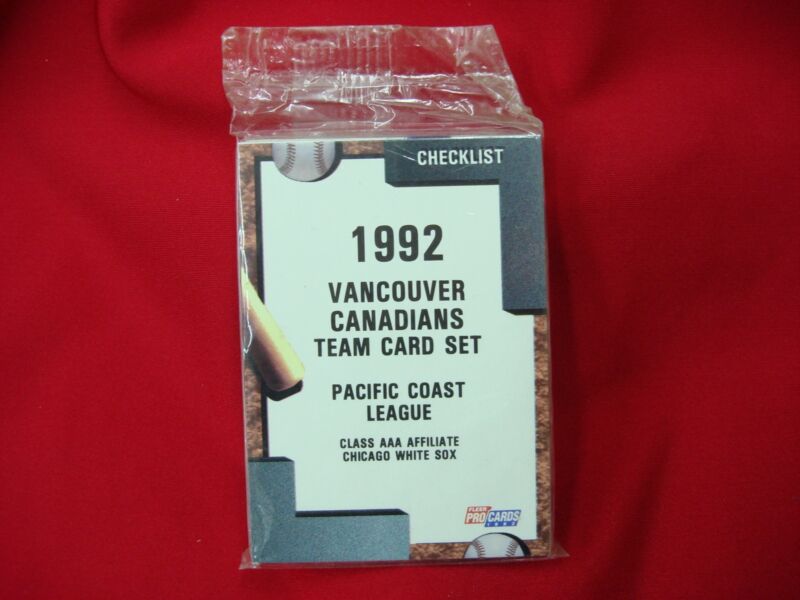 CHECKLIST
1992
VANCOUVER
CANADIANS
TEAM CARD SET
PACIFIC COAST
LEAGUE
CLASS AAA AFFILIATE
CHICAGO WHITE SOX
FLEER
PRO CARDS
1992